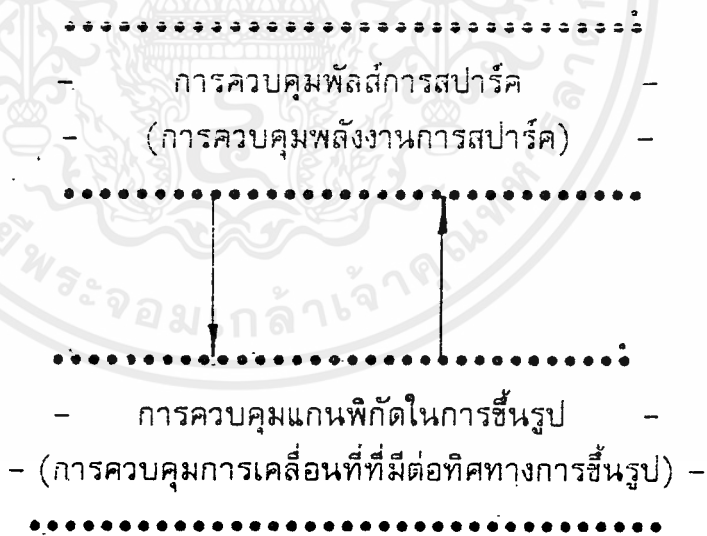 - การควบคุมพัลส์การสปาร์ค -
- (การควบคุมพลังงานการสปาร์ค) -
- การควบคุมแกนพิกัดในการขึ้นรูป -
- (การควบคุมการเคลื่อนที่ที่มีต่อทิศทางการขึ้นรูป) -